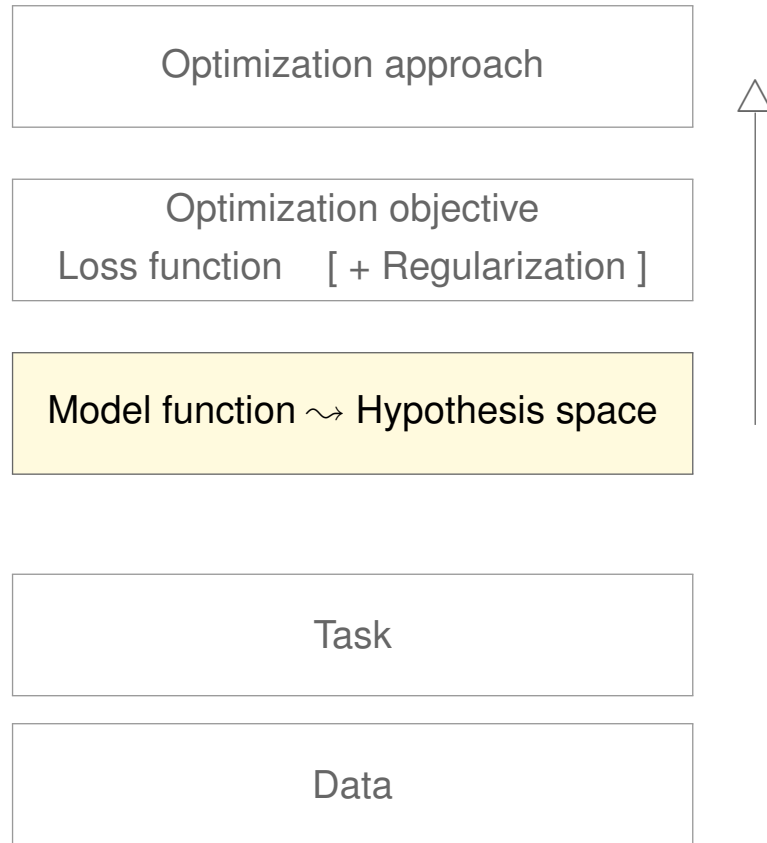 Optimization approach
Optimization objective
Loss function [ + Regularization ]
Model function ⤳ Hypothesis space
Task
Data